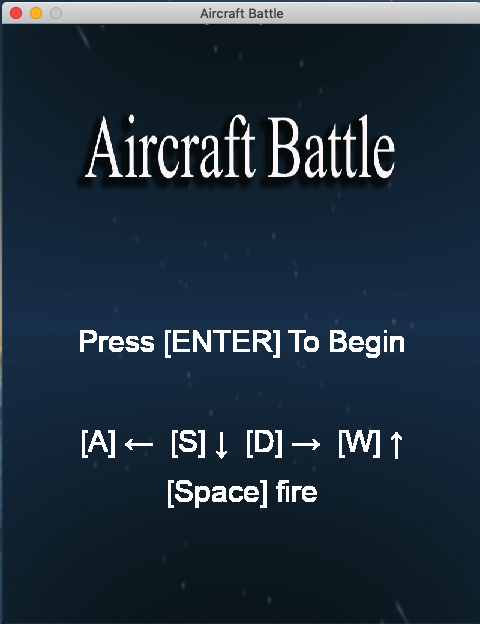 Aircraft Battle
Aircraft Battle
Press [ENTER] To Begin
[A] ← [S] ↓ [D] → [W] ↑
[Space] fire